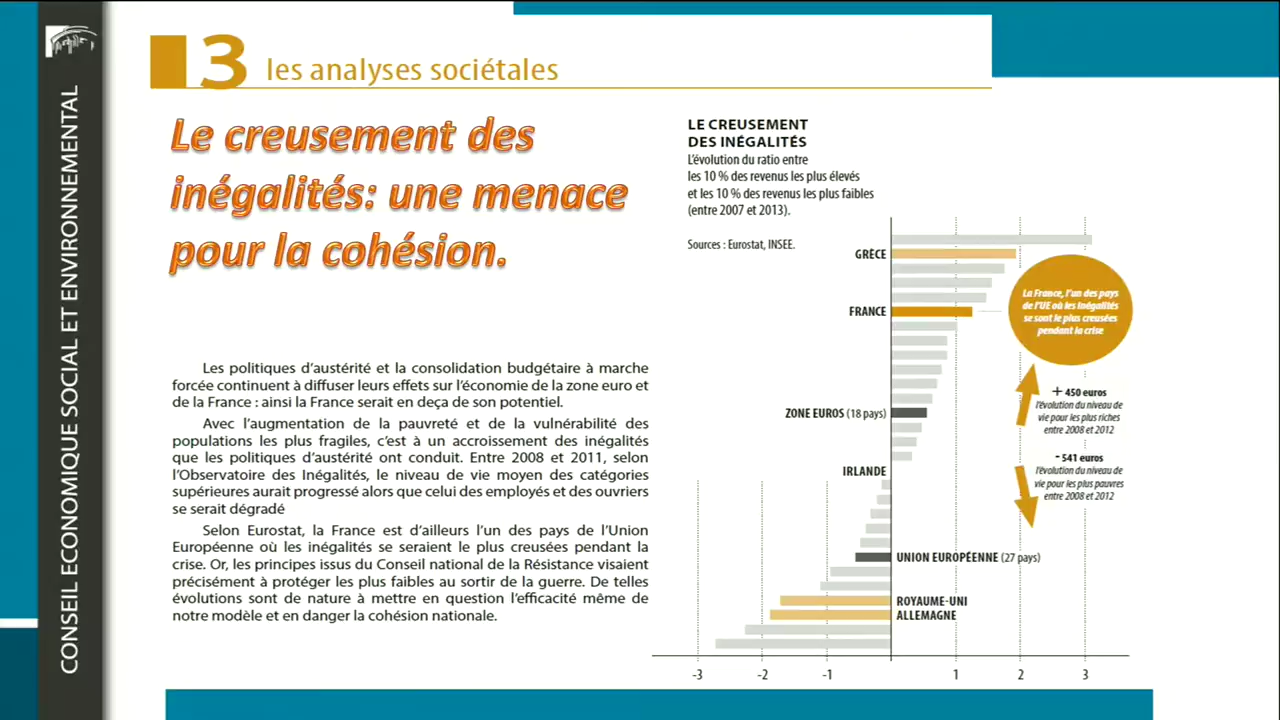 CONSEIL ECONOMIQUE SOCIAL ET ENVIRONNEMENTAL
3 les analyses sociétales
Le creusement des
inégalités: une menace
pour la cohésion.
Les politiques d'austérité et la consolidation budgétaire à marche
forcée continuent à diffuser leurs effets sur l'économie de la zone euro et
de la France : ainsi la France serait en deça de son potentiel.
Avec l'augmentation de la pauvreté et de la vulnérabilité des
populations les plus fragiles, c'est à un accroissement des inégalités
que les politiques d'austérité ont conduit. Entre 2008 et 2011, selon
l'Observatoire des Inégalités, le niveau de vie moyen des catégories
supérieures aurait progressé alors que celui des employés et des ouvriers
se serait dégradé
Selon Eurostat, la France est d'ailleurs l'un des pays de l'Union
Européenne où les inégalités se seraient le plus creusées pendant la
crise. Or, les principes issus du Conseil national de la Résistance visaient
précisément à protéger les plus faibles au sortir de la guerre. De telles
évolutions sont de nature à mettre en question l'efficacité même de
notre modèle et en danger la cohésion nationale.
LE CREUSEMENT
DES INÉGALITÉS
L'évolution du ratio entre
les 10 % des revenus les plus élevés
et les 10 % des revenus les plus faibles
(entre 2007 et 2013).
Sources : Eurostat, INSEE.
GRÈCE
FRANCE
ZONE EUROS (18 pays)
IRLANDE
UNION EUROPÉENNE (27 pays)
ROYAUME-UNI
ALLEMAGNE
La France, l'un des pays
de l'UE où les inégalités
se sont le plus creusées
pendant la crise
+ 450 euros
l'évolution du niveau de
vie pour les plus riches
entre 2008 et 2012
- 541 euros
l'évolution du niveau de
vie pour les plus pauvres
entre 2008 et 2012
-3 -2 -1 1 2 3